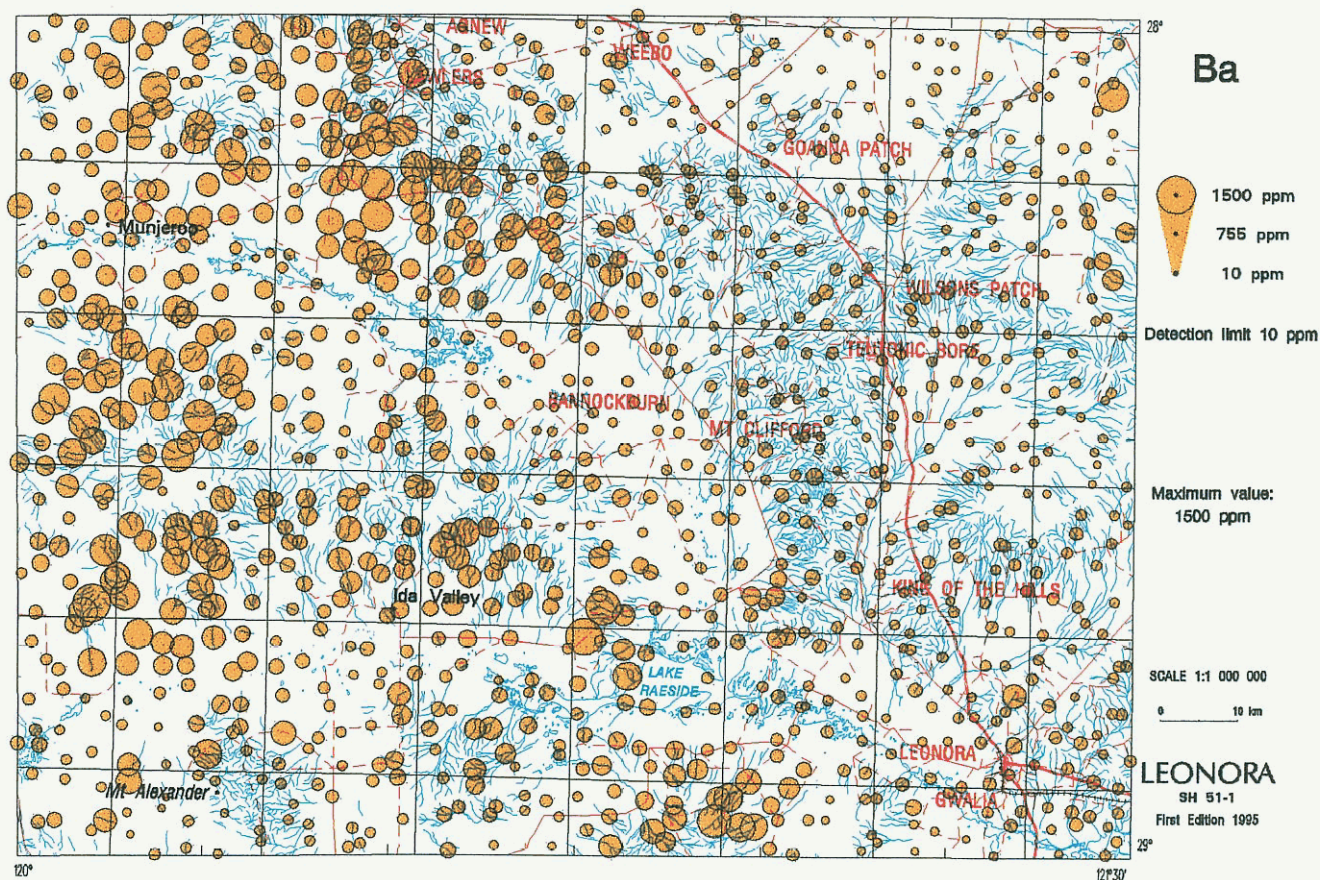 28°
AGNEW
WEEBO
LAWLERS
Ba
GOANNA PATCH
1500 ppm
Munjeroo
755 ppm
10 ppm
WILSONS PATCH
Detection limit 10 ppm
TEUTONIC BORE
BANNOCKBURN
MT CLIFFORD
Maximum value:
1500 ppm
KING OF THE HILLS
Ida Valley
LAKE
RAESIDE
SCALE 1:1 000 000
0 10 km
LEONORA
LEONORA
SH 51-1
Mt. Alexander
GWALIA
First Edition 1995
29°
120°
121°30'